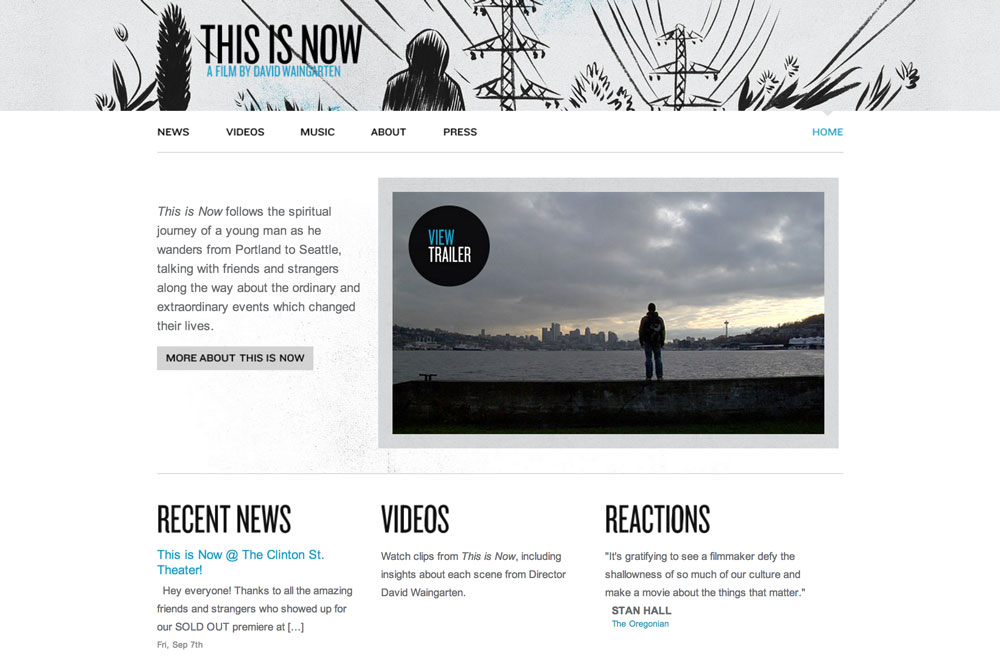 THIS IS NOW
A FILM BY DAVID WAINGARTEN
NEWS VIDEOS MUSIC ABOUT PRESS HOME
This is Now follows the spiritual
journey of a young man as he
wanders from Portland to Seattle,
talking with friends and strangers
along the way about the ordinary and
extraordinary events which changed
their lives.
MORE ABOUT THIS IS NOW
VIEW
TRAILER
RECENT NEWS
This is Now @ The Clinton St.
Theater!
Hey everyone! Thanks to all the amazing
friends and strangers who showed up for
our SOLD OUT premiere at […]
Fri, Sep 7th
VIDEOS
Watch clips from This is Now, including
insights about each scene from Director
David Waingarten.
REACTIONS
"It's gratifying to see a filmmaker defy the
shallowness of so much of our culture and
make a movie about the things that matter."
STAN HALL
The Oregonian